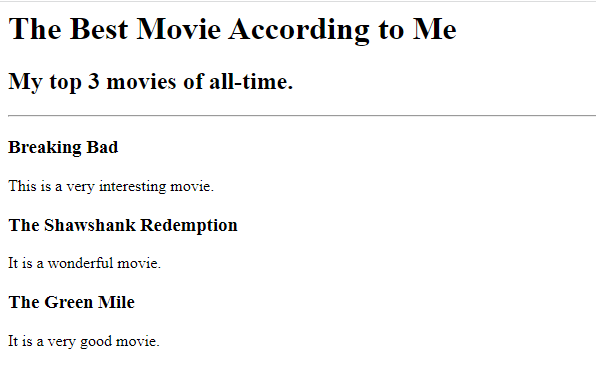 The Best Movie According to Me
My top 3 movies of all-time.
Breaking Bad
This is a very interesting movie.
The Shawshank Redemption
It is a wonderful movie.
The Green Mile
It is a very good movie.